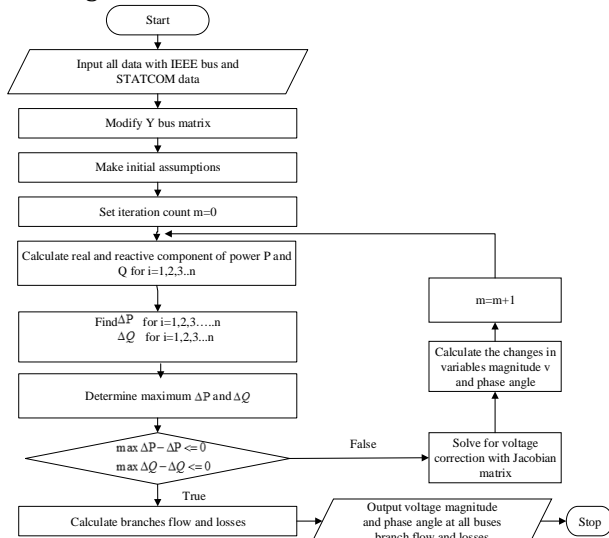 Start
Input all data with IEEE bus and
STATCOM data
Modify Y bus matrix
Make initial assumptions
Set iteration count m=0
Calculate real and reactive component of power P and
Q for i=1,2,3..n
Find ΔP for i=1,2,3.....n
ΔQ for i=1,2,3...n
Determine maximum ΔP and ΔQ
max ΔP − ΔP <= 0
max ΔQ − ΔQ <= 0
False
True
Solve for voltage
correction with Jacobian
matrix
Calculate the changes in
variables magnitude v
and phase angle
m=m+1
Calculate branches flow and losses
Output voltage magnitude
and phase angle at all buses
branch flow and losses
Stop